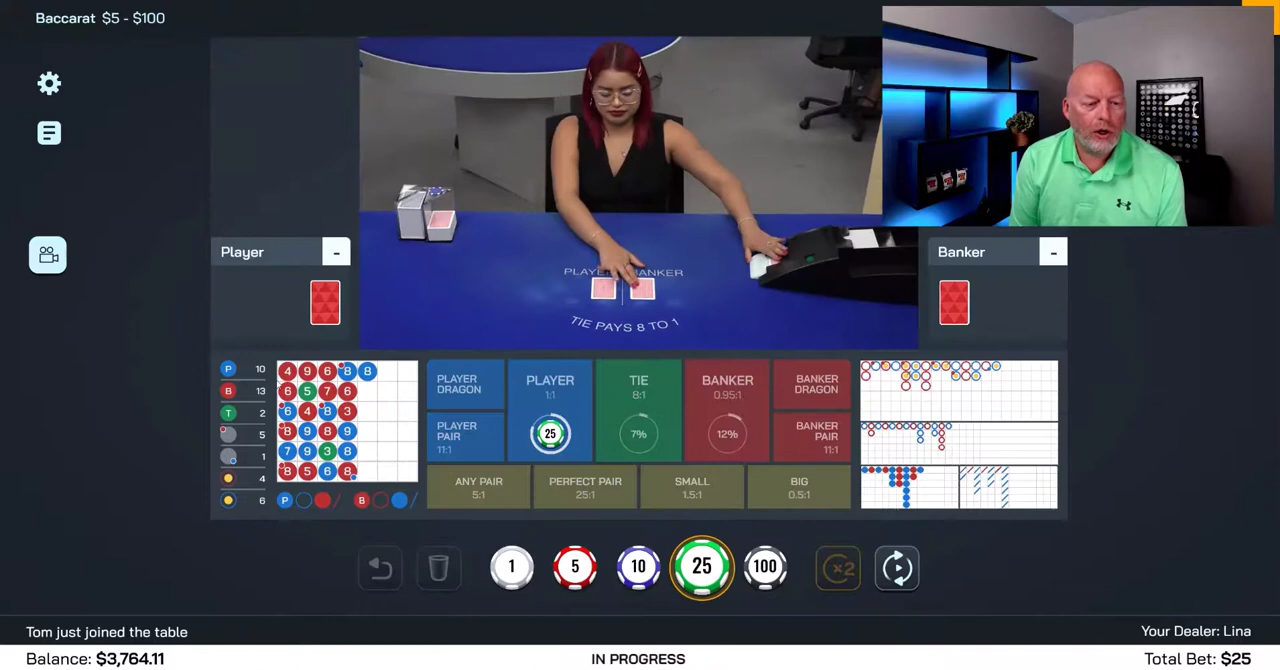 Baccarat $5 - $100
Player -
Banker -
PLAYER BANKER
TIE PAYS 8 TO 1
P 10
B 13
T 2
5
1
4
6
4 9 6 8 8
6 5 7 6
6 4 8 3
8 9 8 9
7 9 3 8
8 5 6 8
P B
PLAYER DRAGON
PLAYER PAIR
11:1
PLAYER
1:1
25
TIE
8:1
7%
BANKER
0.95:1
12%
BANKER DRAGON
BANKER PAIR
11:1
ANY PAIR
5:1
PERFECT PAIR
25:1
SMALL
1.5:1
BIG
0.5:1
1 5 10 25 100 x2
Tom just joined the table
Your Dealer: Lina
Balance: $3,764.11
IN PROGRESS
Total Bet: $25